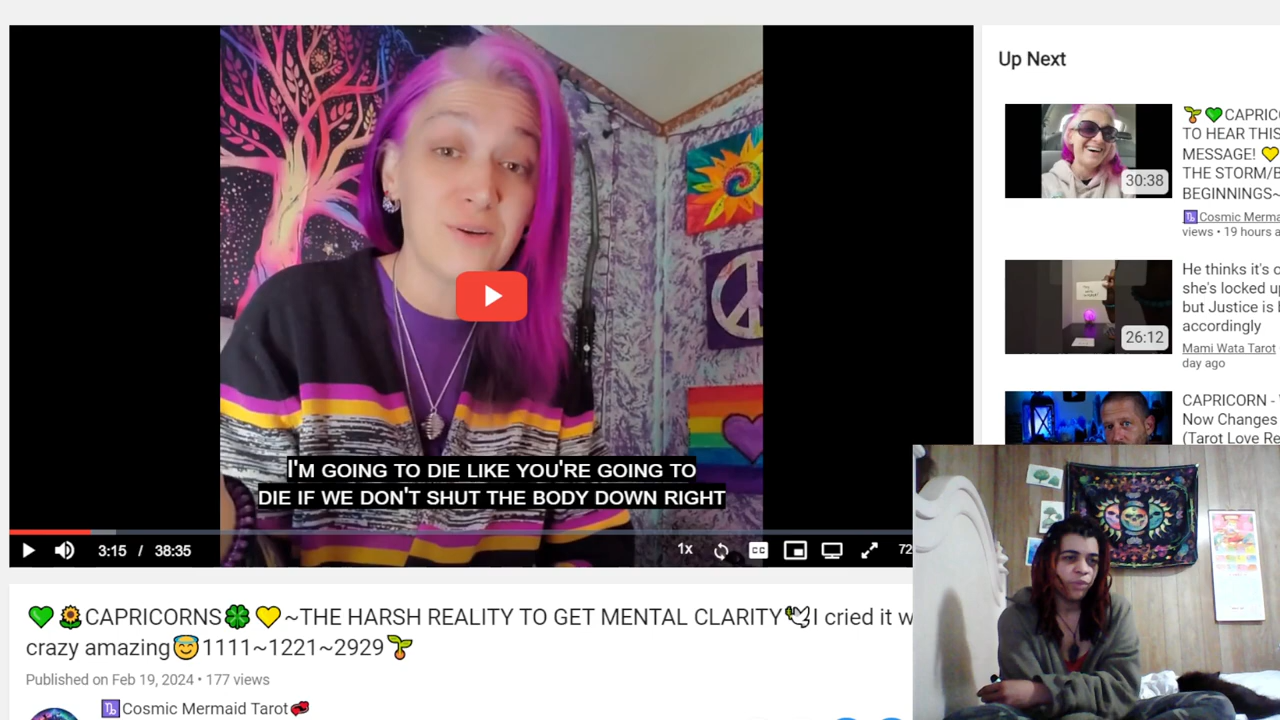 Up Next
🌱💚CAPRICO
TO HEAR THIS
MESSAGE! 💛
THE STORM/B
BEGINNINGS~
30:38
♑Cosmic Merma
views • 19 hours a
He thinks it's o
she's locked up
but Justice is b
accordingly
26:12
Mami Wata Tarot
day ago
CAPRICORN -
Now Changes
(Tarot Love Re
I'M GOING TO DIE LIKE YOU'RE GOING TO
DIE IF WE DON'T SHUT THE BODY DOWN RIGHT
3:15 / 38:35
1x
CC
72
💚🌻CAPRICORNS🍀💛~THE HARSH REALITY TO GET MENTAL CLARITY🕊I cried it w
crazy amazing😇1111~1221~2929🌱
Published on Feb 19, 2024 • 177 views
♑Cosmic Mermaid Tarot💋